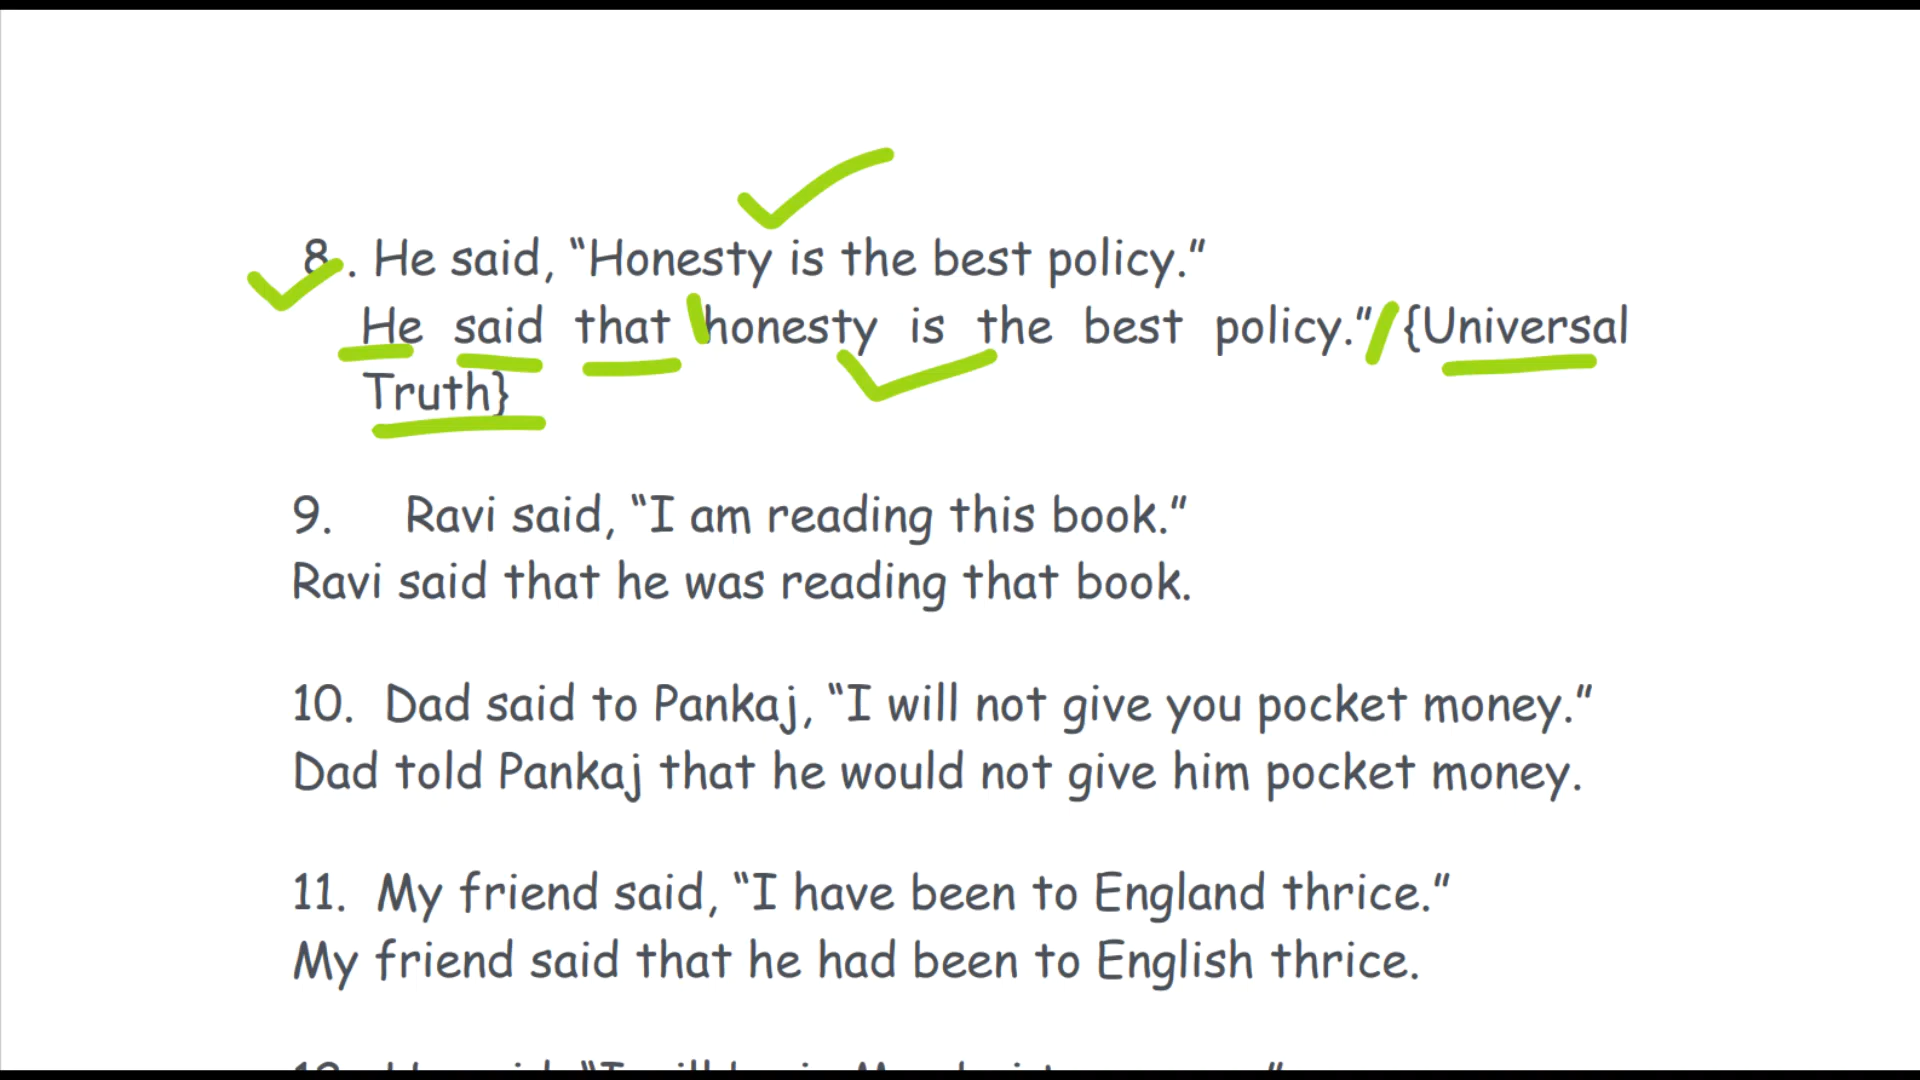 8. He said, “Honesty is the best policy.”
He said that honesty is the best policy.” {Universal
Truth}
9. Ravi said, “I am reading this book.”
Ravi said that he was reading that book.
10. Dad said to Pankaj, “I will not give you pocket money.”
Dad told Pankaj that he would not give him pocket money.
11. My friend said, “I have been to England thrice.”
My friend said that he had been to English thrice.